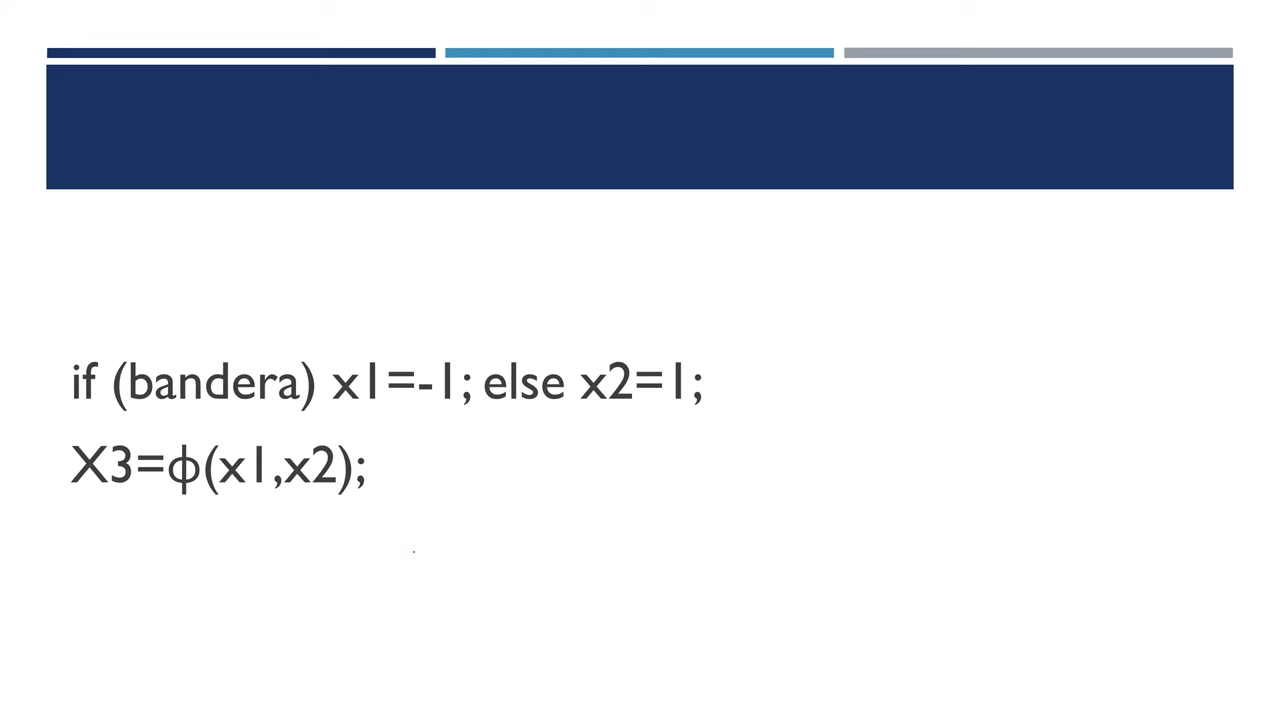 if (bandera) x1=-1; else x2=1;
X3=ϕ(x1,x2);